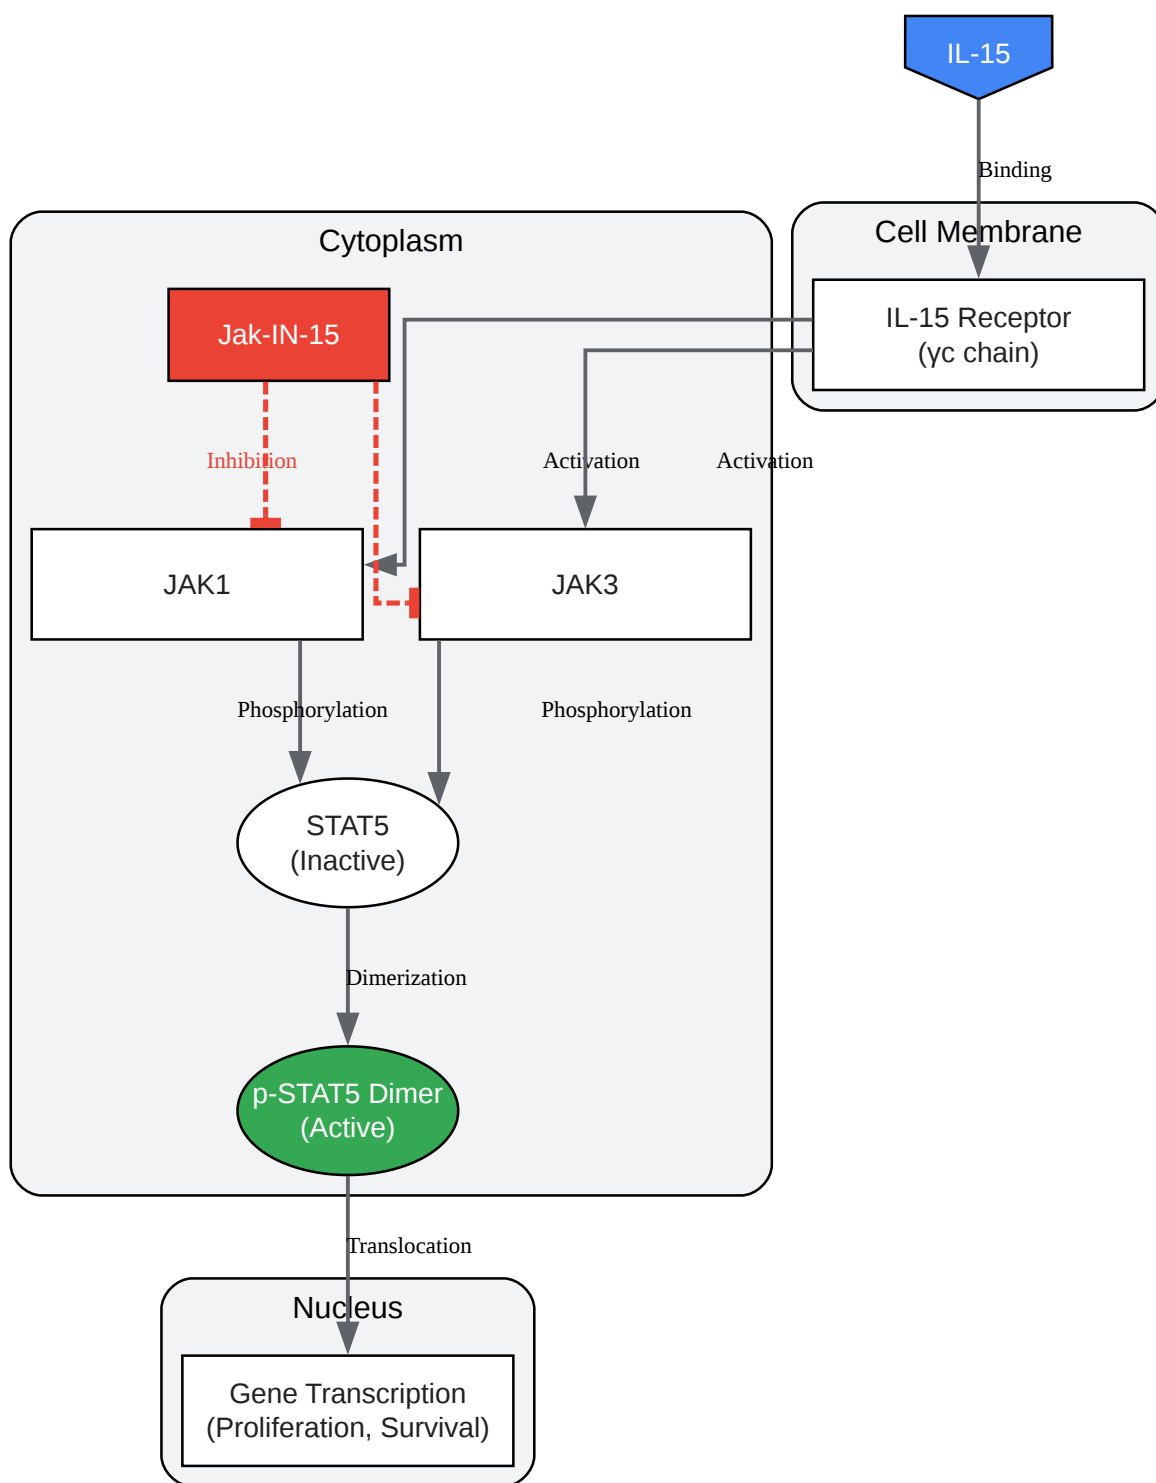 IL-15
Binding
Cell Membrane
Cytoplasm
IL-15 Receptor
(γc chain)
Jak-IN-15
Inhibition
Activation
Activation
JAK1
JAK3
Phosphorylation
Phosphorylation
STAT5
(Inactive)
Dimerization
p-STAT5 Dimer
(Active)
Translocation
Nucleus
Gene Transcription
(Proliferation, Survival)